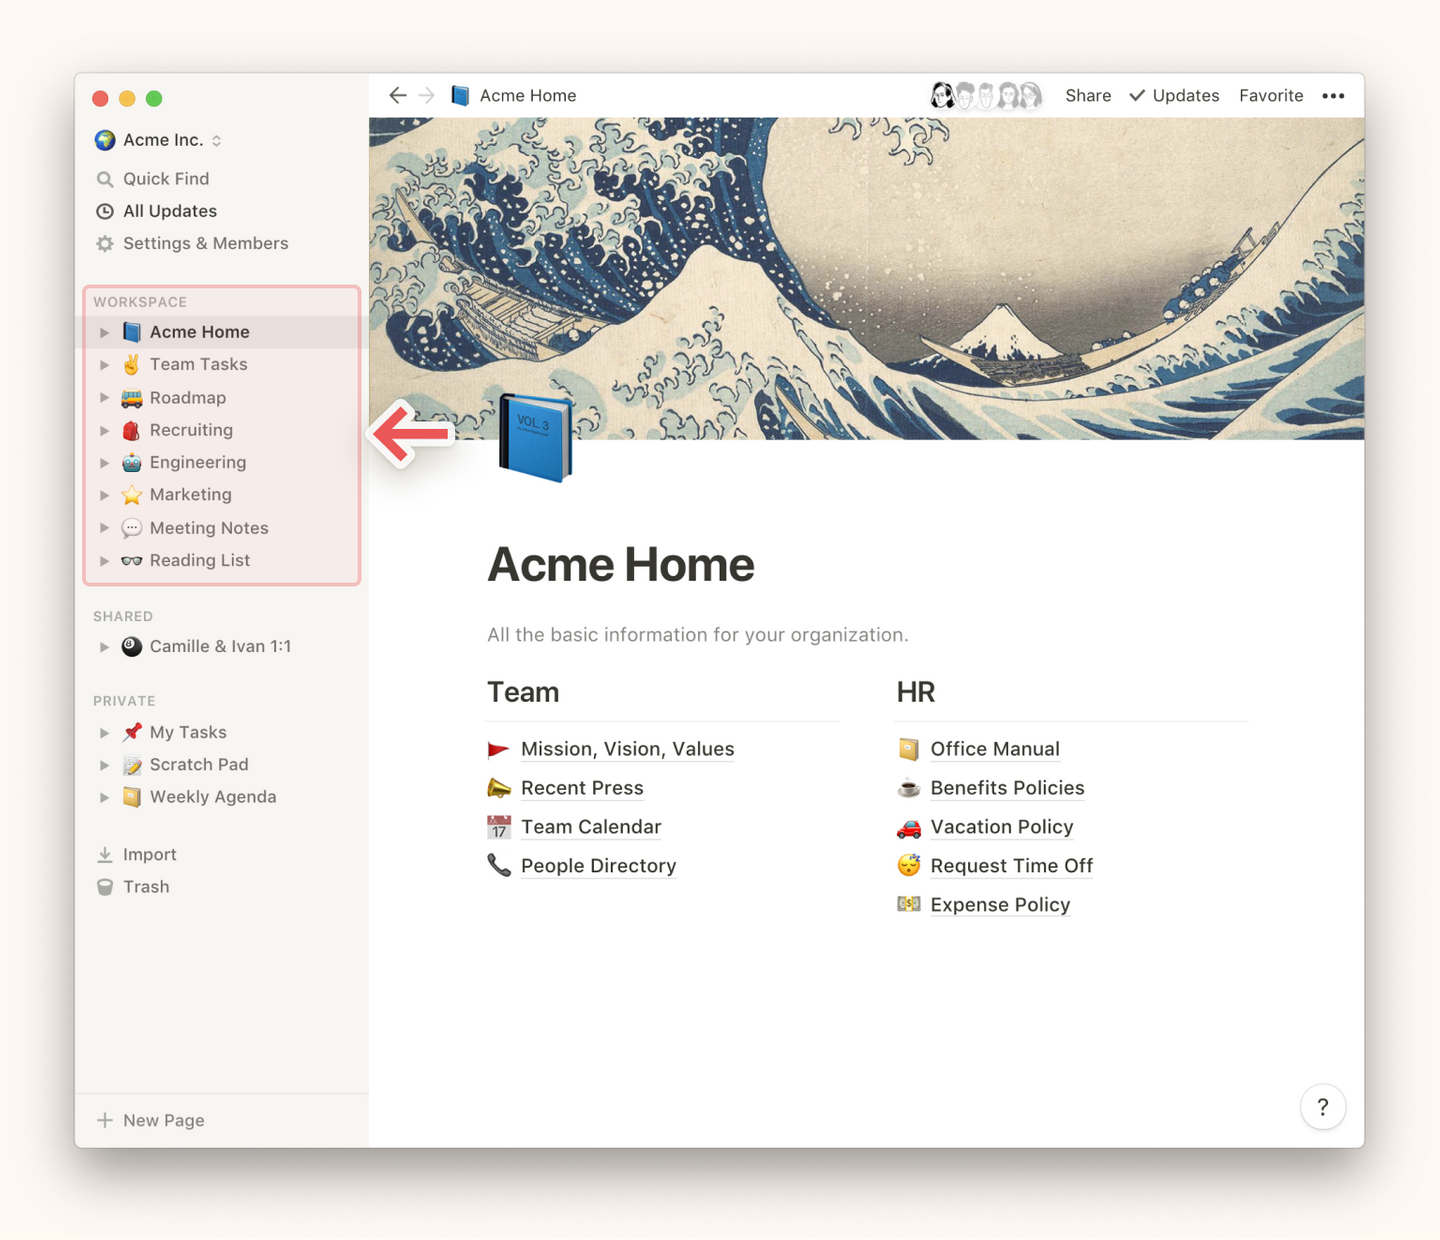 Acme Home
Share
Updates
Favorite
Acme Inc.
Quick Find
All Updates
Settings & Members
WORKSPACE
Acme Home
Team Tasks
Roadmap
Recruiting
Engineering
Marketing
Meeting Notes
Reading List
SHARED
Camille & Ivan 1:1
PRIVATE
My Tasks
Scratch Pad
Weekly Agenda
Import
Trash
New Page
VOL. 3
Acme Home
All the basic information for your organization.
Team
Mission, Vision, Values
Recent Press
17
Team Calendar
People Directory
HR
Office Manual
Benefits Policies
Vacation Policy
Request Time Off
Expense Policy
?